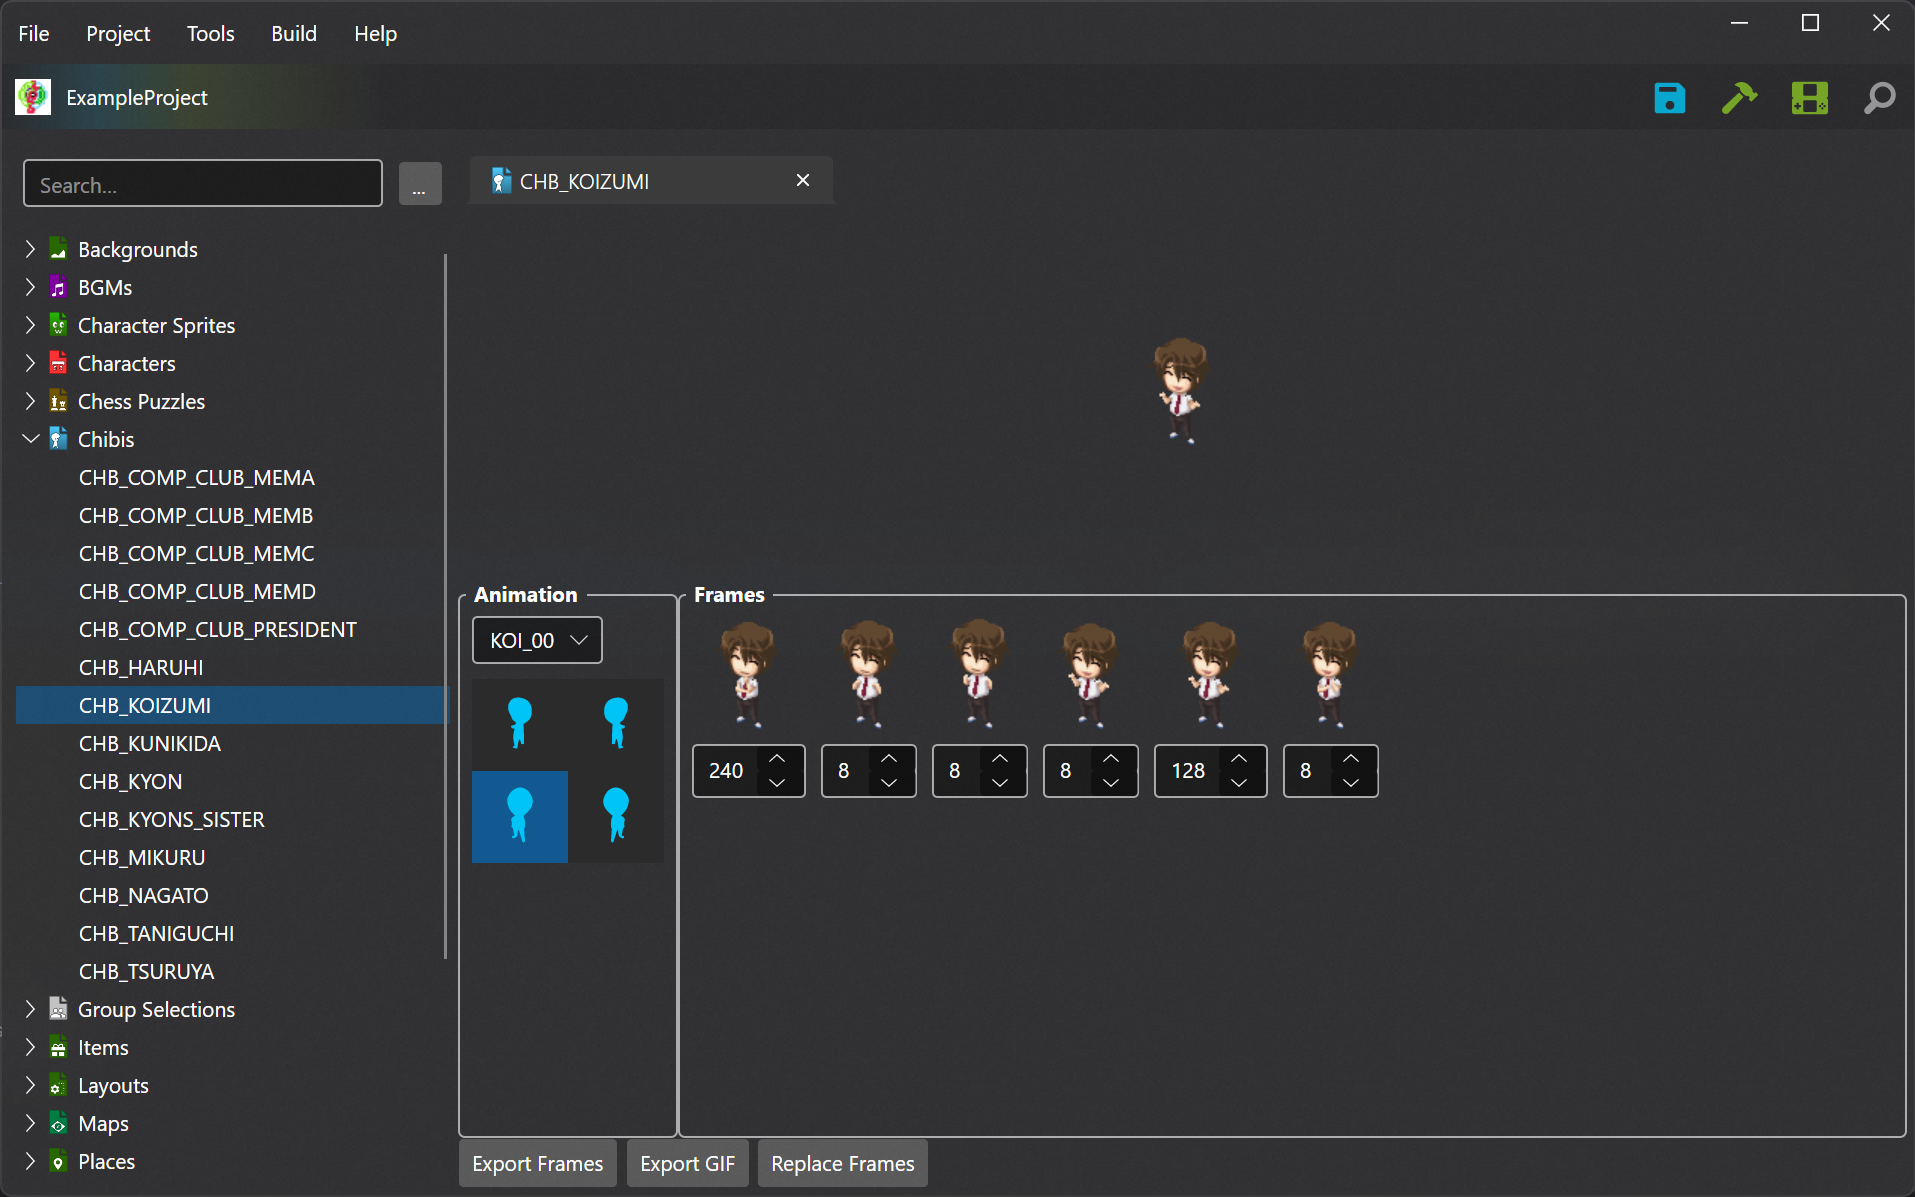 File Project Tools Build Help
ExampleProject
Search...
...
CHB_KOIZUMI
Backgrounds
BGMs
Character Sprites
Characters
Chess Puzzles
Chibis
CHB_COMP_CLUB_MEMA
CHB_COMP_CLUB_MEMB
CHB_COMP_CLUB_MEMC
CHB_COMP_CLUB_MEMD
CHB_COMP_CLUB_PRESIDENT
CHB_HARUHI
CHB_KOIZUMI
CHB_KUNIKIDA
CHB_KYON
CHB_KYONS_SISTER
CHB_MIKURU
CHB_NAGATO
CHB_TANIGUCHI
CHB_TSURUYA
Group Selections
Items
Layouts
Maps
Places
Animation
KOI_00
Frames
240 8 8 8 128 8
Export Frames Export GIF Replace Frames